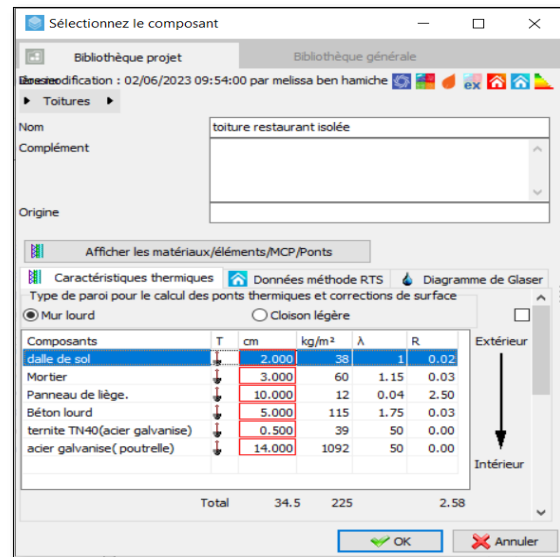 Sélectionnez le composant
Bibliothèque projet Bibliothèque générale
modification : 02/06/2023 09:54:00 par melissa ben hamiche
Toitures
Nom toiture restaurant isolée
Complément
Origine
Afficher les matériaux/éléments/MCP/Ponts
Caractéristiques thermiques Données méthode RTS Diagramme de Glaser
Type de paroi pour le calcul des ponts thermiques et corrections de surface
Mur lourd Cloison légère
Composants T cm kg/m² λ R Extérieur
dalle de sol 2.000 38 1 0.02
Mortier 3.000 60 1.15 0.03
Panneau de liège. 10.000 12 0.04 2.50
Béton lourd 5.000 115 1.75 0.03
ternite TN40(acier galvanise) 0.500 39 50 0.00
acier galvanise( poutrelle) 14.000 1092 50 0.00
Intérieur
Total 34.5 225 2.58
OK Annuler